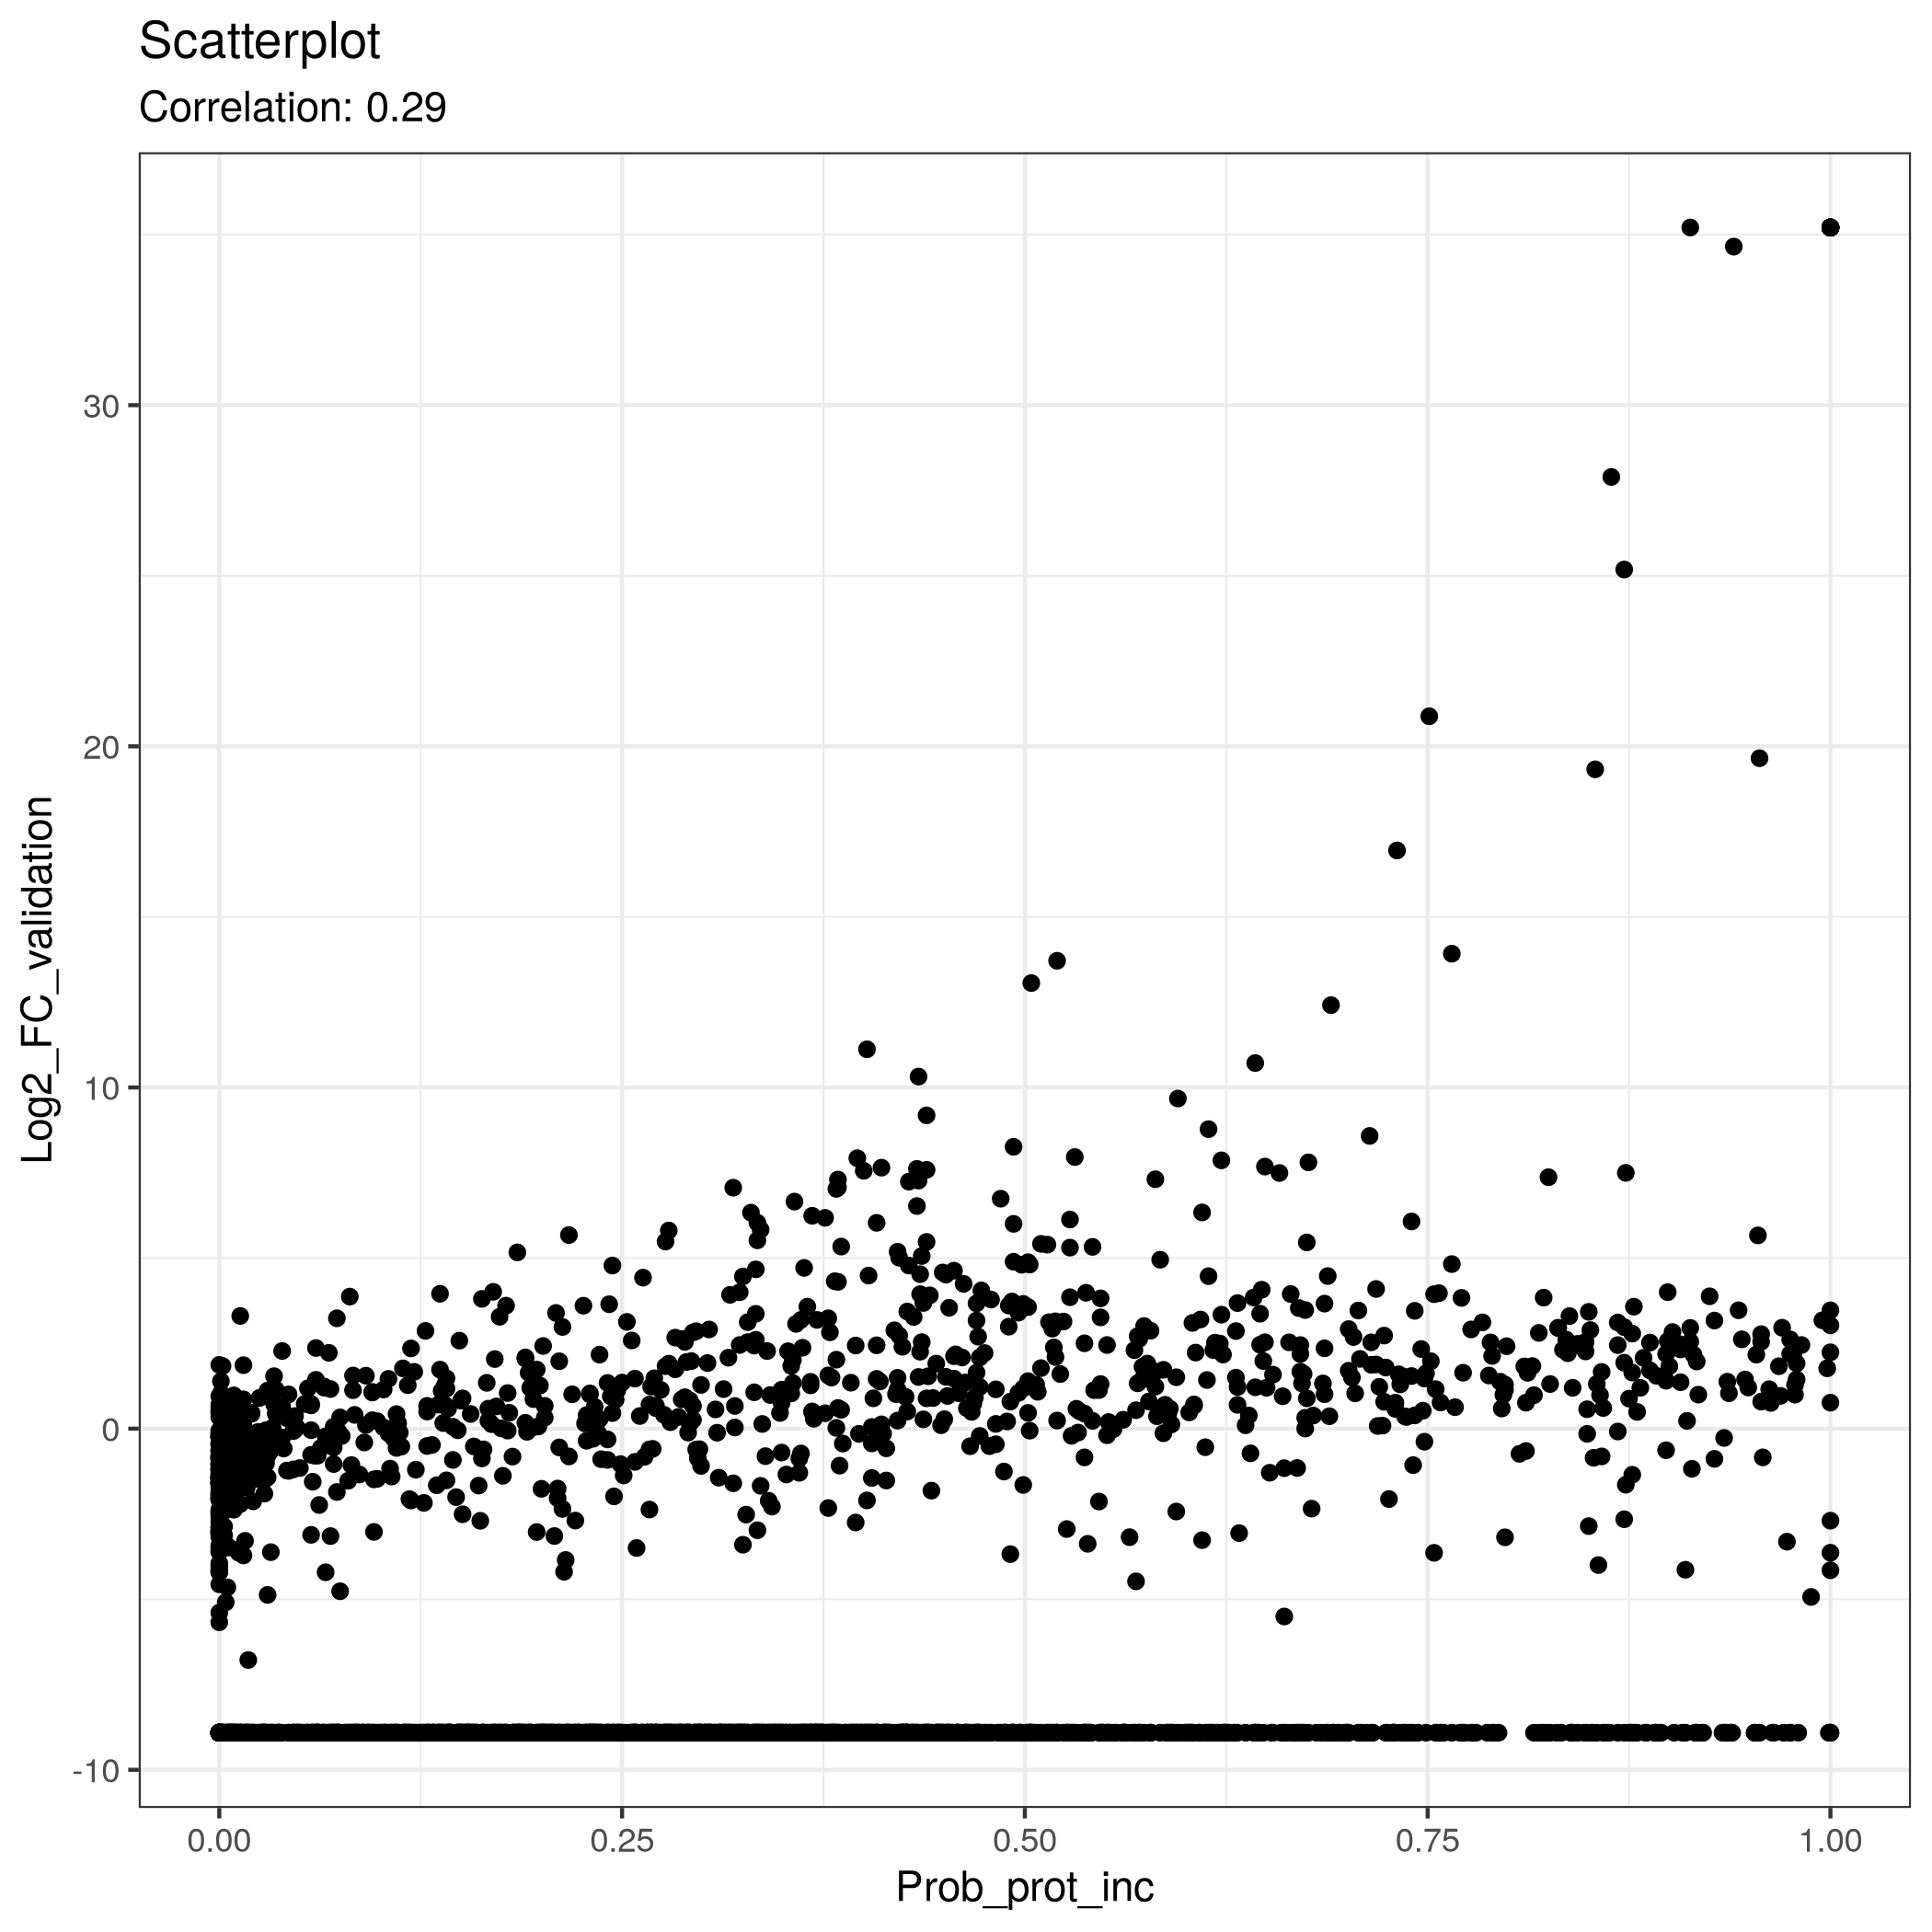 Scatterplot
Correlation: 0.29
Log2_FC_validation
30
20
10
0
-10
0.00 0.25 0.50 0.75 1.00
Prob_prot_inc